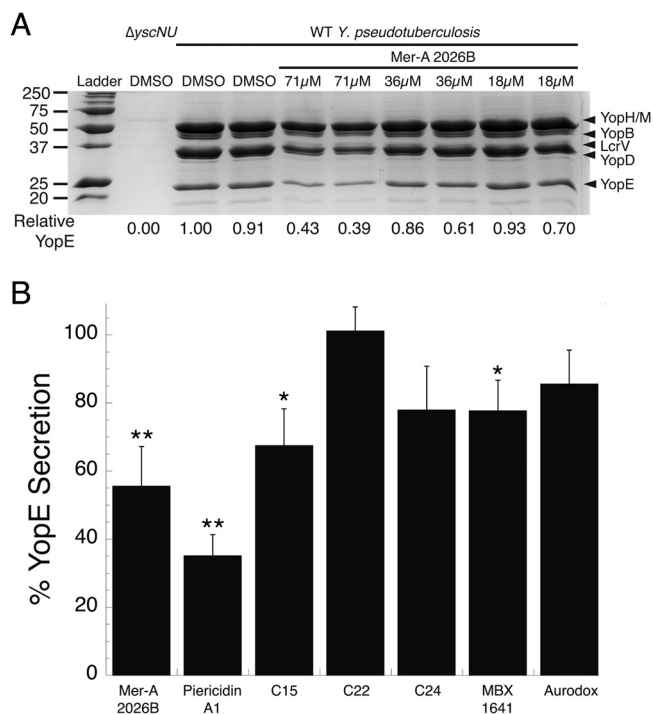 A
ΔyscNU
WT Y. pseudotuberculosis
Mer-A 2026B
Ladder DMSO DMSO DMSO 71µM 71µM 36µM 36µM 18µM 18µM
250
75
50
37
25
20
YopH/M
YopB
LcrV
YopD
YopE
Relative
YopE
0.00 1.00 0.91 0.43 0.39 0.86 0.61 0.93 0.70
B
% YopE Secretion
100
80
60
40
20
0
** ** * *
Mer-A
2026B
Piericidin
A1
C15
C22
C24
MBX
1641
Aurodox